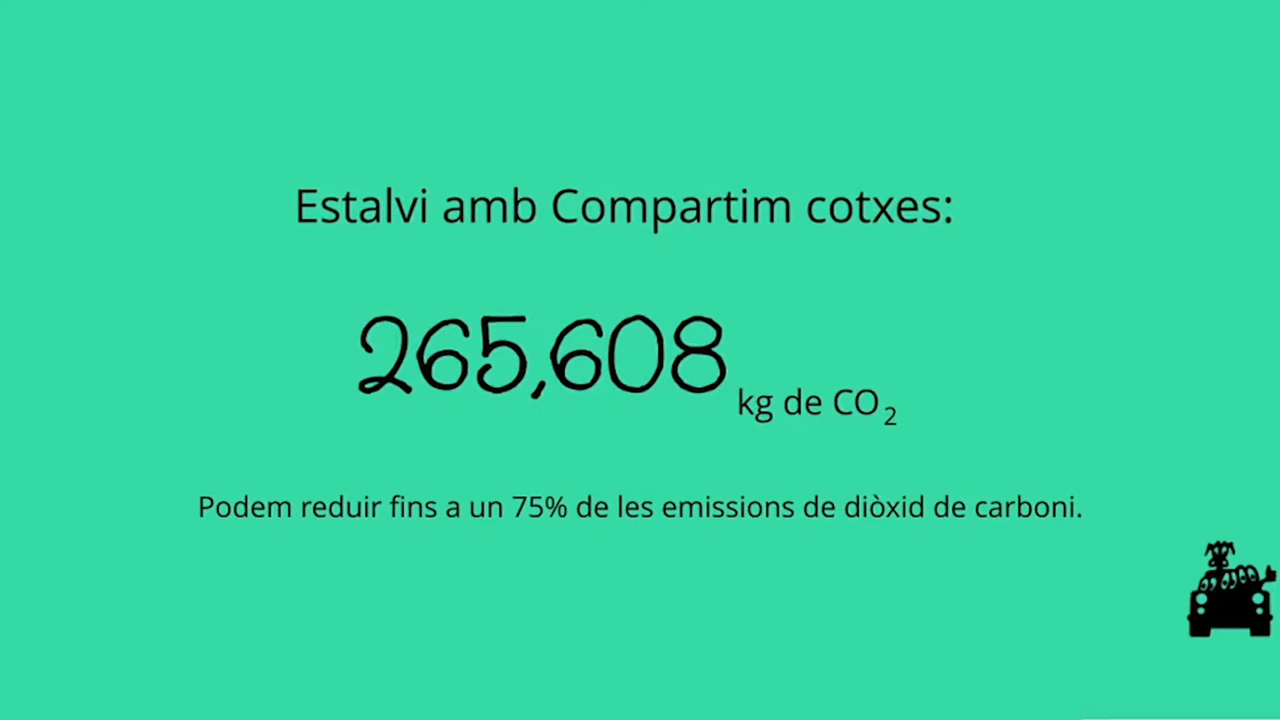 Estalvi amb Compartim cotxes:
265,608 kg de CO₂
Podem reduir fins a un 75% de les emissions de diòxid de carboni.